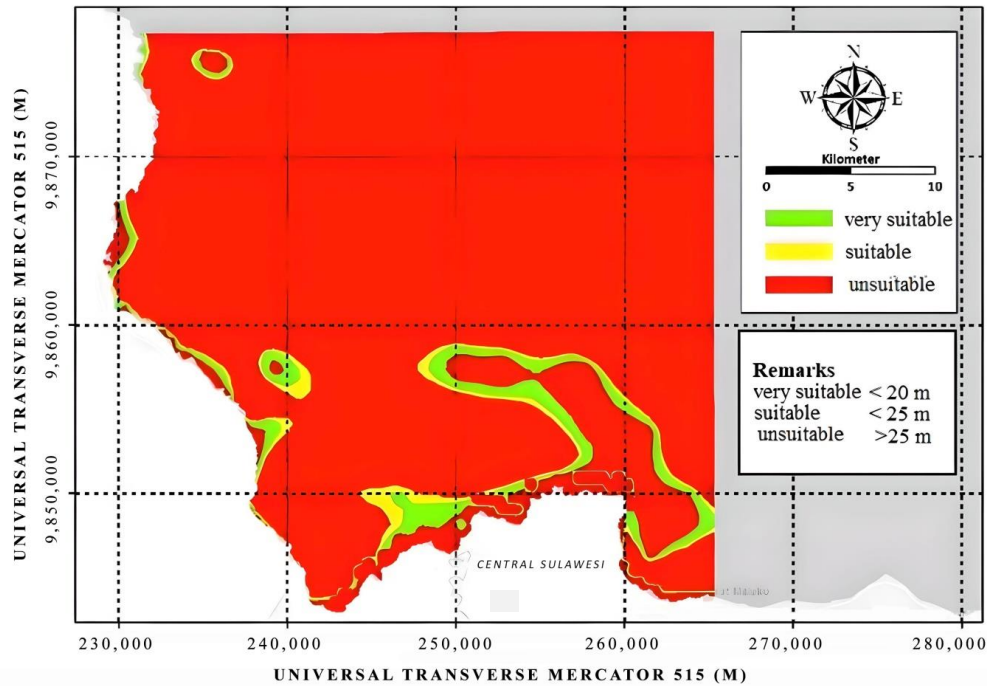 UNIVERSAL TRANSVERSE MERCATOR 515 (M)
9,870,000
9,860,000
9,850,000
N
W E
S
Kilometer
0 5 10
very suitable
suitable
unsuitable
Remarks
very suitable < 20 m
suitable < 25 m
unsuitable >25 m
CENTRAL SULAWESI
230,000 240,000 250,000 260,000 270,000 280,000
UNIVERSAL TRANSVERSE MERCATOR 515 (M)